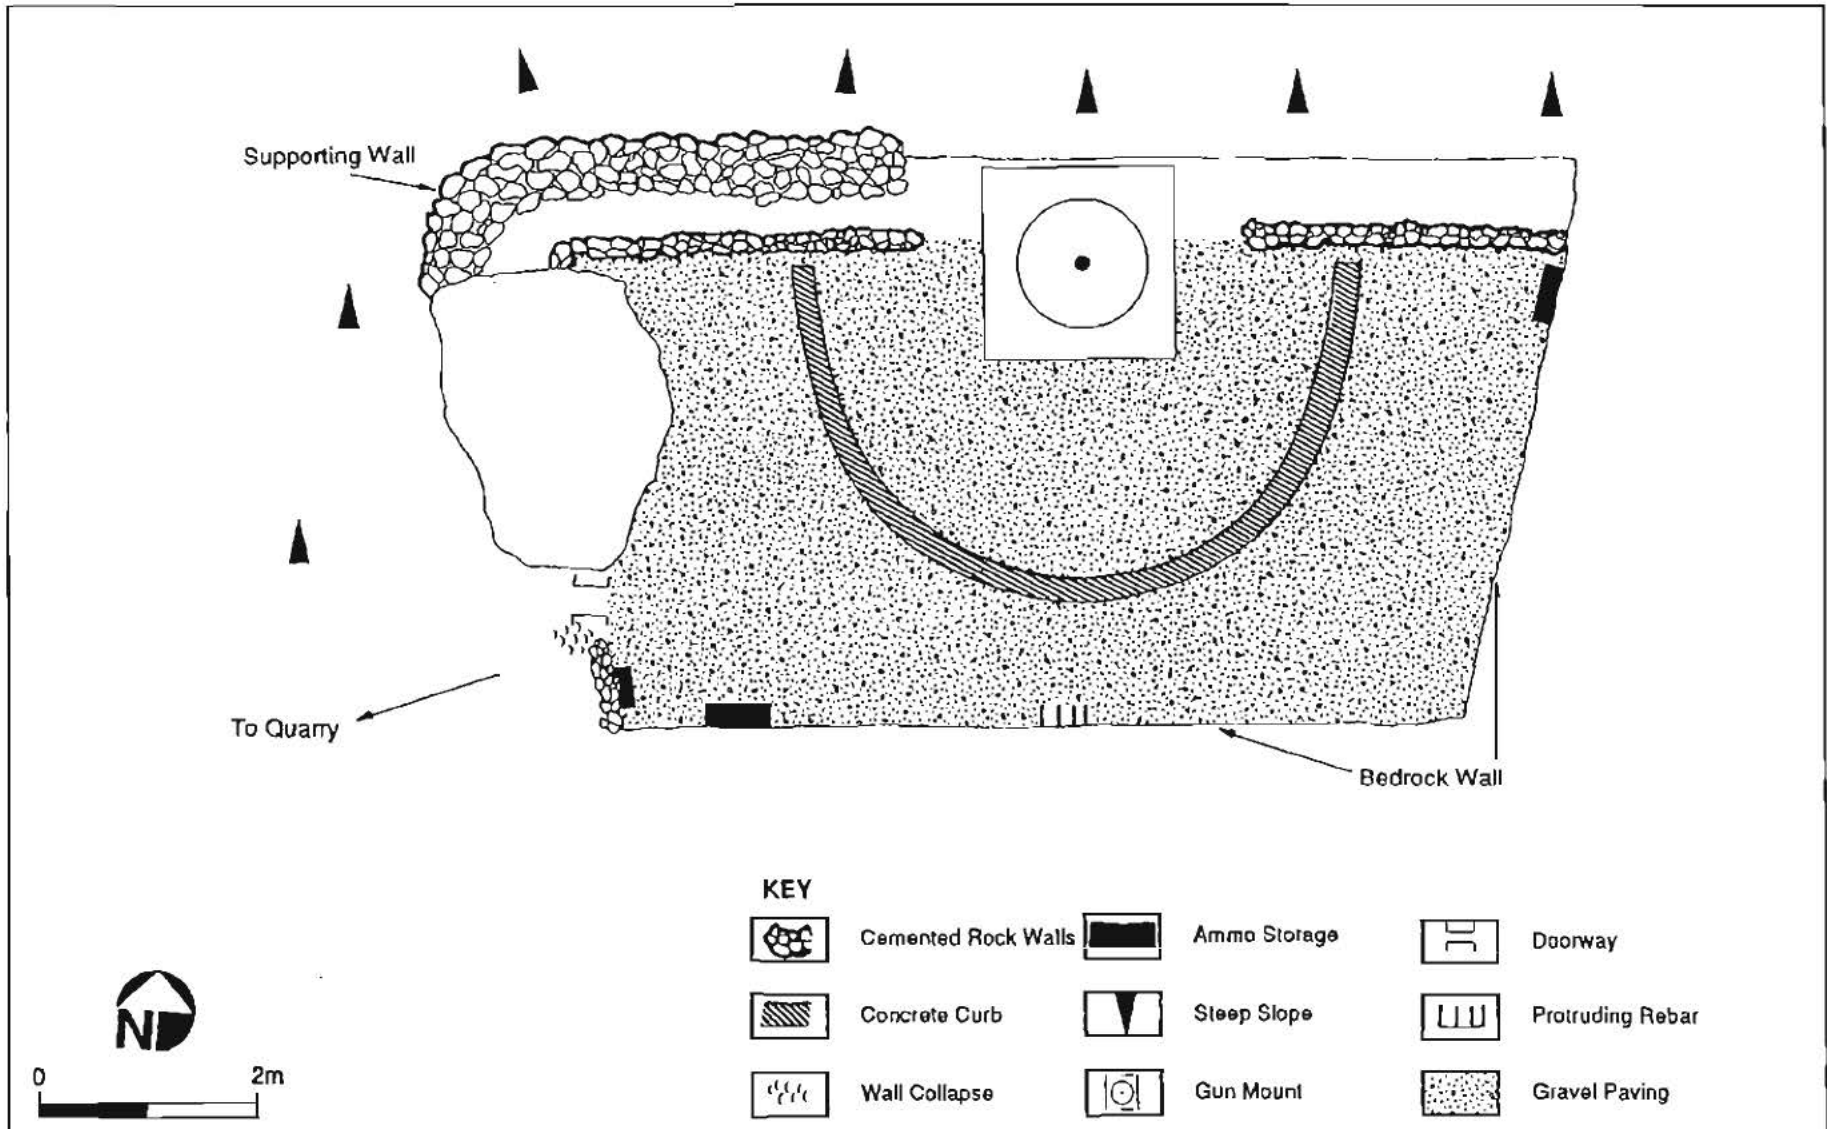 Supporting Wall
To Quarry
Bedrock Wall
KEY
Cemented Rock Walls
Ammo Storage
Doorway
Concrete Curb
Steep Slope
Protruding Rebar
Wall Collapse
Gun Mount
Gravel Paving
N
0 2m